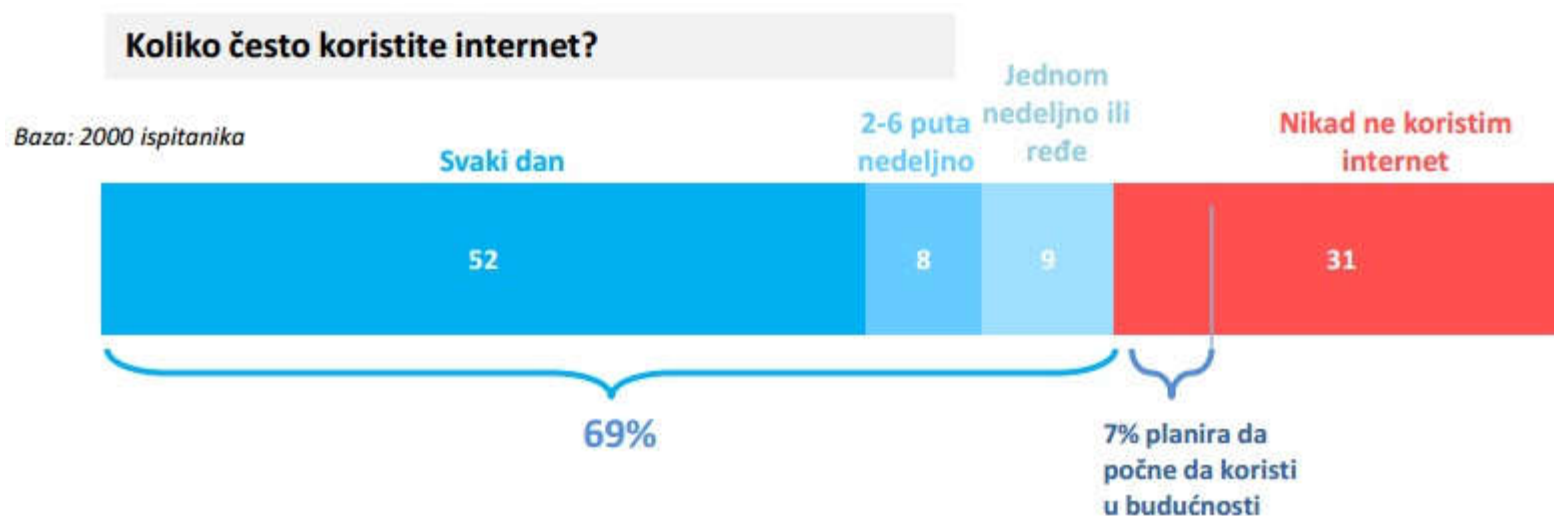 Koliko često koristite internet?
Baza: 2000 ispitanika
Svaki dan
2-6 puta
nedeljno
Jednom
nedeljno ili
ređe
Nikad ne koristim
internet
52
8
9
31
69%
7% planira da
počne da koristi
u budućnosti